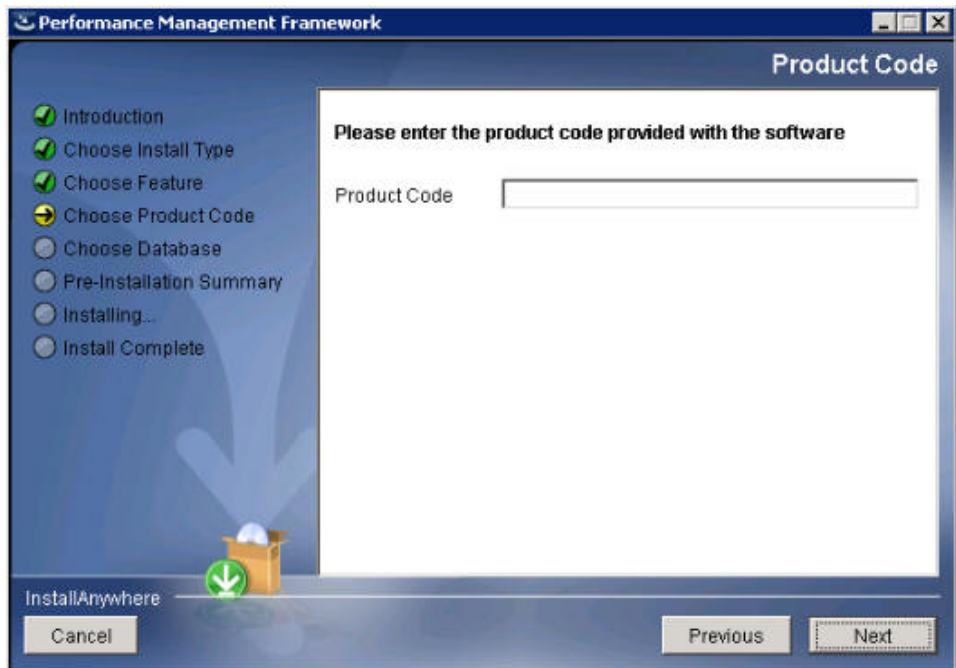 Performance Management Framework
Product Code
Introduction
Choose Install Type
Choose Feature
Choose Product Code
Choose Database
Pre-Installation Summary
Installing...
Install Complete
Please enter the product code provided with the software
Product Code
InstallAnywhere
Cancel
Previous
Next